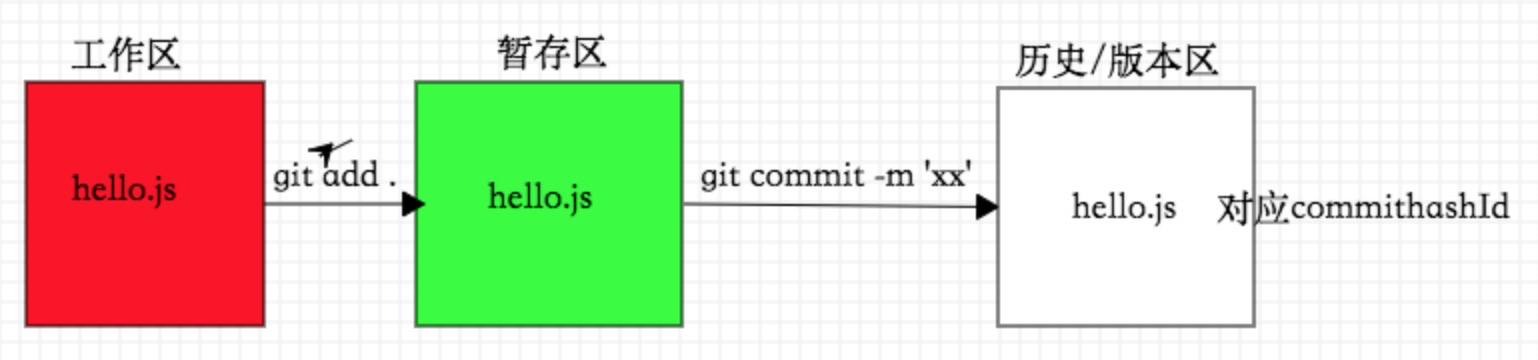 工作区
暂存区
历史/版本区
hello.js
git add .
hello.js
git commit -m 'xx'
hello.js
对应commithashId